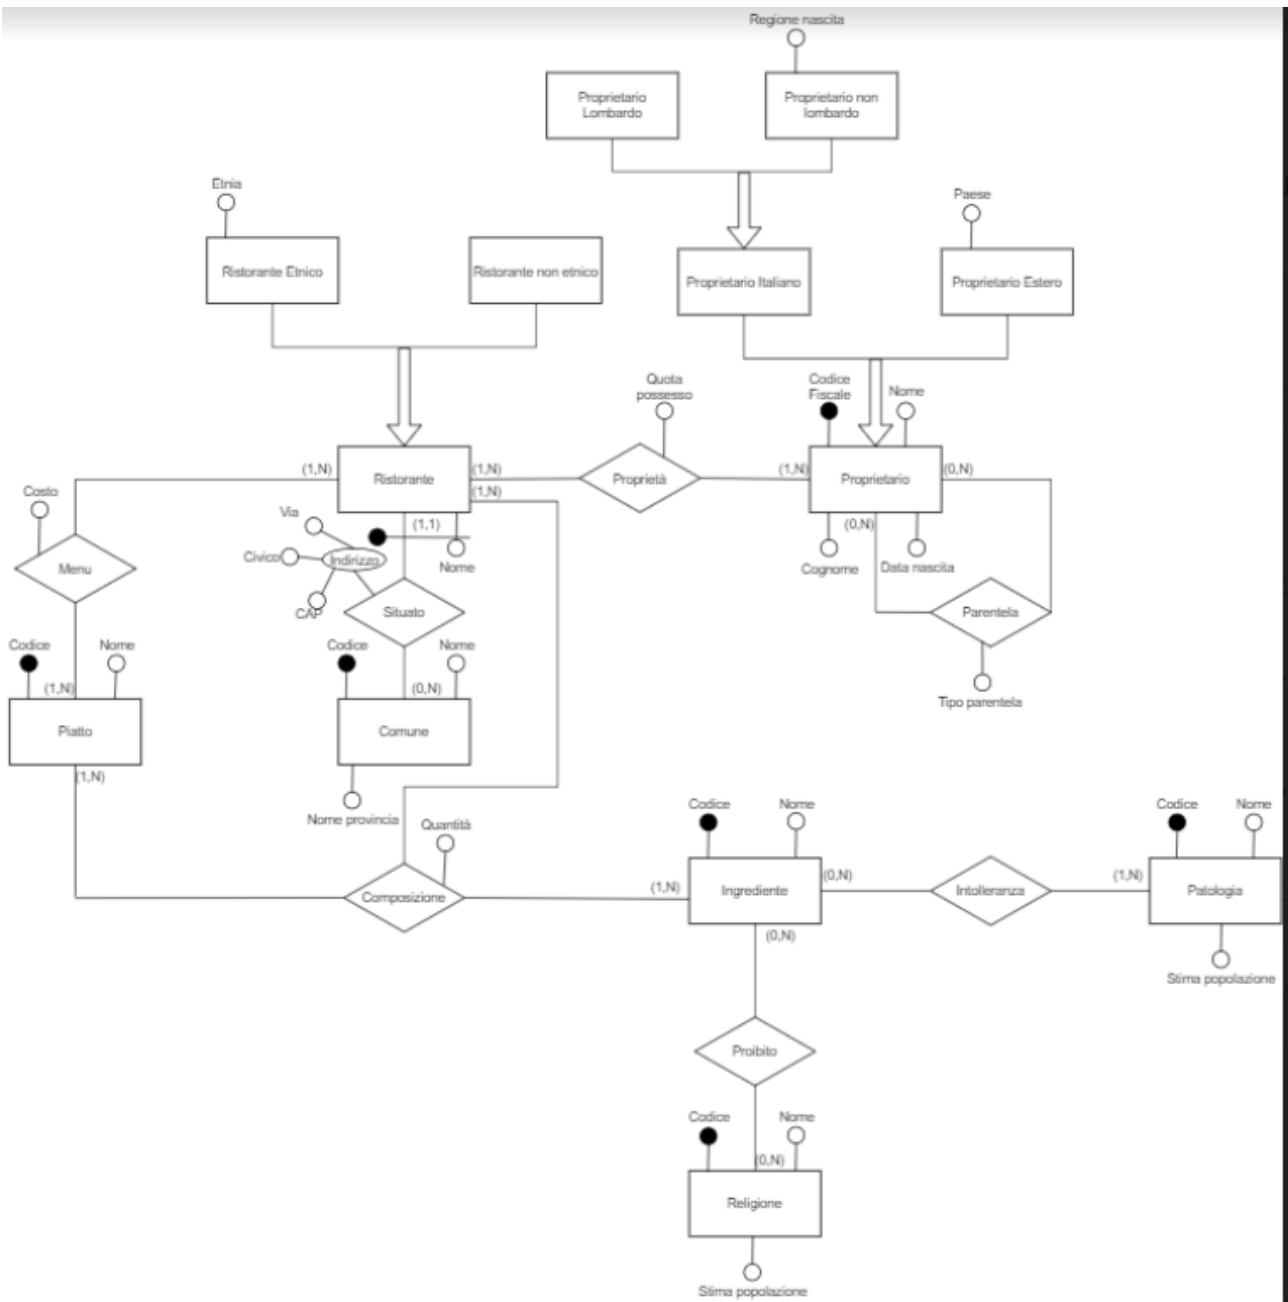 Regione nascita
Proprietario
Lombardo
Proprietario non
lombardo
Etnia
Paese
Ristorante Etnico
Ristorante non etnico
Proprietario Italiano
Proprietario Estero
Quota
possesso
Codice
Fiscale
Nome
(1,N)
Ristorante
(1,N)
(1,N)
Proprietà
(1,N)
Proprietario
(0,N)
Costo
Via
(1,1)
(0,N)
Menu
Civico
Indirizzo
Nome
Cognome
Data nascita
CAP
Situato
Parentela
Codice
Nome
Codice
Nome
(1,N)
(0,N)
Tipo parentela
Piatto
Comune
(1,N)
Nome provincia
Quantità
Codice
Nome
Codice
Nome
Composizione
(1,N)
Ingrediente
(0,N)
Intolleranza
(1,N)
Patologia
(0,N)
Stima popolazione
Proibito
Codice
Nome
(0,N)
Religione
Stima popolazione